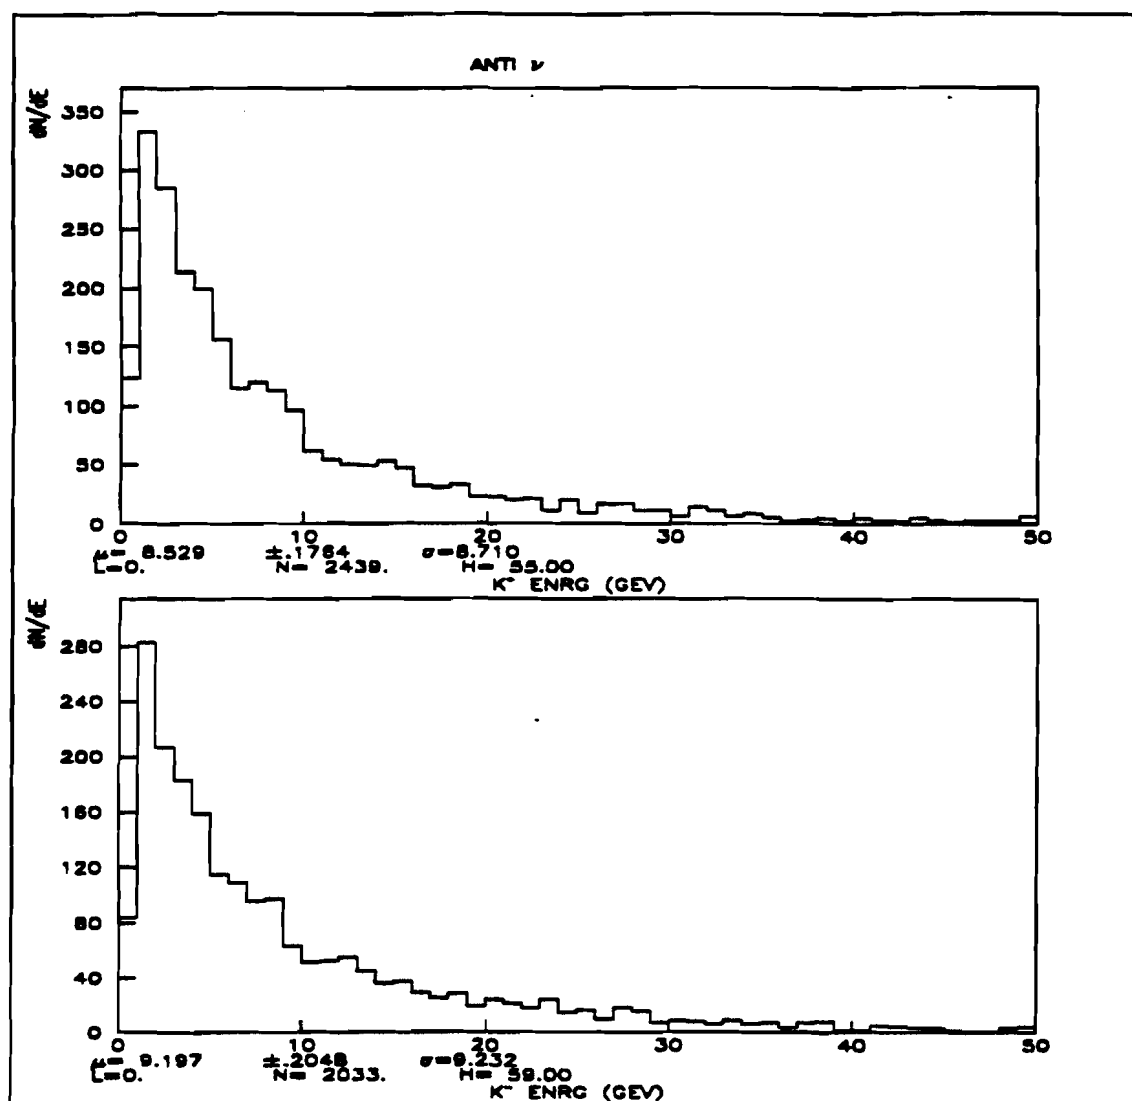 ANTI ν
dN/dE
350
300
250
200
150
100
50
0
0 10 20 30 40 50
μ= 8.529 ±.1764 σ=8.710
L=0. N= 2439. H= 55.00
K⁺ ENRG (GEV)
dN/dE
280
240
200
160
120
80
40
0
0 10 20 30 40 50
μ= 9.197 ±.2048 σ=9.232
L=0. N= 2033. H= 59.00
K⁻ ENRG (GEV)